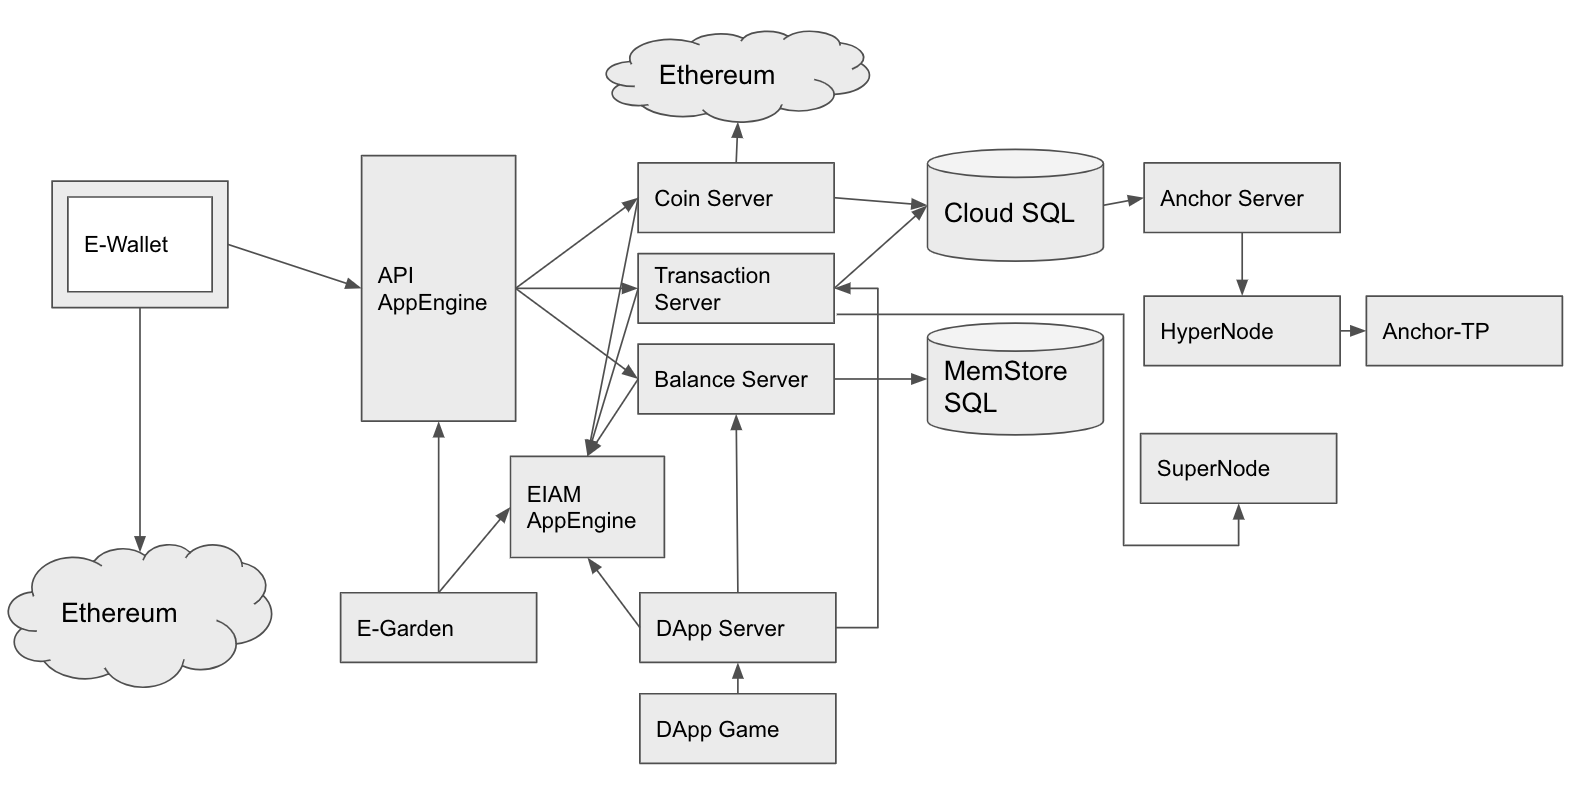 Ethereum
E-Wallet
API
AppEngine
Coin Server
Transaction
Server
Balance Server
Cloud SQL
MemStore
SQL
Anchor Server
HyperNode
Anchor-TP
SuperNode
EIAM
AppEngine
Ethereum
E-Garden
DApp Server
DApp Game